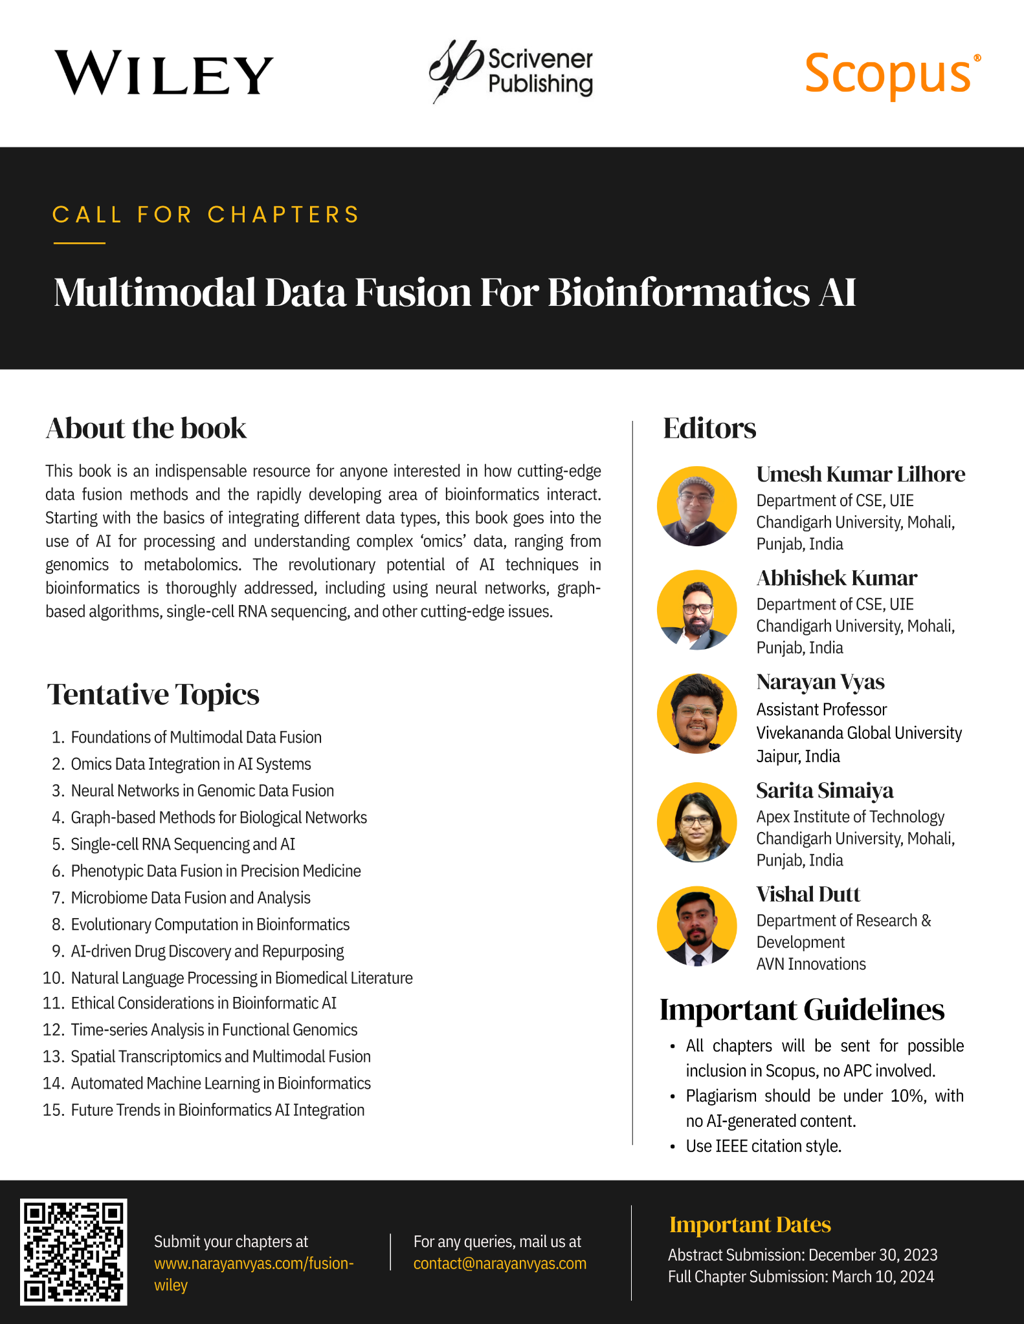 WILEY
Scrivener
Publishing
Scopus®
CALL FOR CHAPTERS
Multimodal Data Fusion For Bioinformatics AI
About the book
This book is an indispensable resource for anyone interested in how cutting-edge
data fusion methods and the rapidly developing area of bioinformatics interact.
Starting with the basics of integrating different data types, this book goes into the
use of AI for processing and understanding complex ‘omics’ data, ranging from
genomics to metabolomics. The revolutionary potential of AI techniques in
bioinformatics is thoroughly addressed, including using neural networks, graph-
based algorithms, single-cell RNA sequencing, and other cutting-edge issues.
Tentative Topics
1. Foundations of Multimodal Data Fusion
2. Omics Data Integration in AI Systems
3. Neural Networks in Genomic Data Fusion
4. Graph-based Methods for Biological Networks
5. Single-cell RNA Sequencing and AI
6. Phenotypic Data Fusion in Precision Medicine
7. Microbiome Data Fusion and Analysis
8. Evolutionary Computation in Bioinformatics
9. AI-driven Drug Discovery and Repurposing
10. Natural Language Processing in Biomedical Literature
11. Ethical Considerations in Bioinformatic AI
12. Time-series Analysis in Functional Genomics
13. Spatial Transcriptomics and Multimodal Fusion
14. Automated Machine Learning in Bioinformatics
15. Future Trends in Bioinformatics AI Integration
Editors
Umesh Kumar Lilhore
Department of CSE, UIE
Chandigarh University, Mohali,
Punjab, India
Abhishek Kumar
Department of CSE, UIE
Chandigarh University, Mohali,
Punjab, India
Narayan Vyas
Assistant Professor
Vivekananda Global University
Jaipur, India
Sarita Simaiya
Apex Institute of Technology
Chandigarh University, Mohali,
Punjab, India
Vishal Dutt
Department of Research &
Development
AVN Innovations
Important Guidelines
• All chapters will be sent for possible
inclusion in Scopus, no APC involved.
• Plagiarism should be under 10%, with
no AI-generated content.
• Use IEEE citation style.
Submit your chapters at
www.narayanvyas.com/fusion-
wiley
For any queries, mail us at
contact@narayanvyas.com
Important Dates
Abstract Submission: December 30, 2023
Full Chapter Submission: March 10, 2024